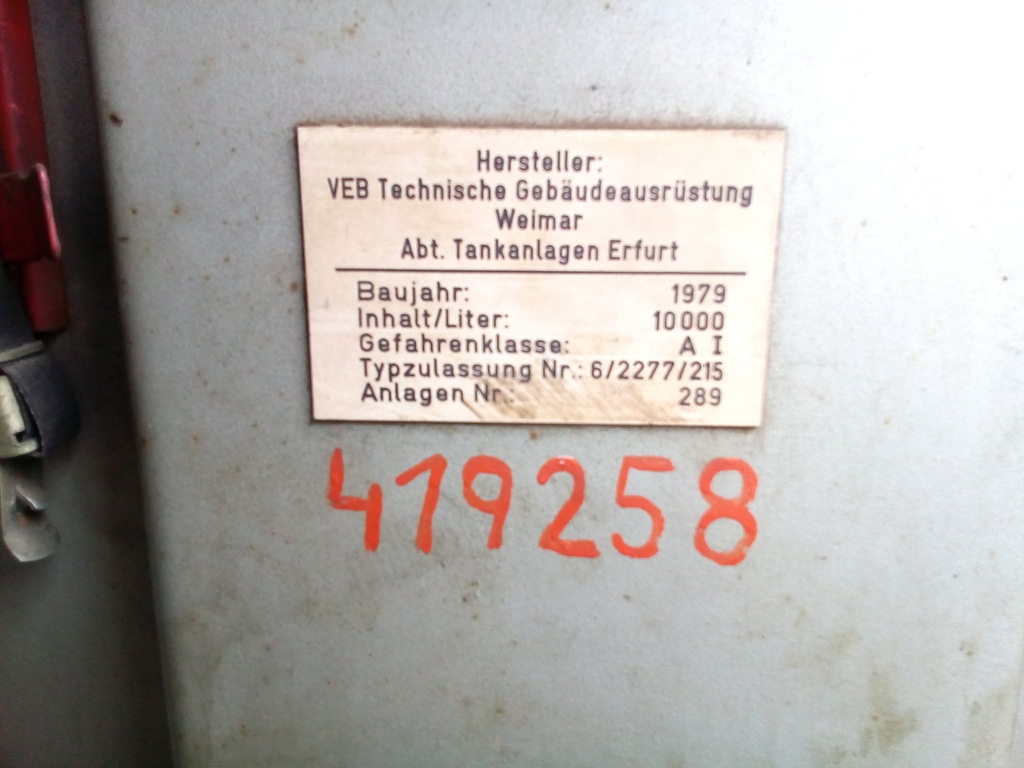 Hersteller:
VEB Technische Gebäudeausrüstung
Weimar
Abt. Tankanlagen Erfurt
Baujahr: 1979
Inhalt/Liter: 10000
Gefahrenklasse: A I
Typzulassung Nr.: 6/2277/215
Anlagen Nr.: 289
419258